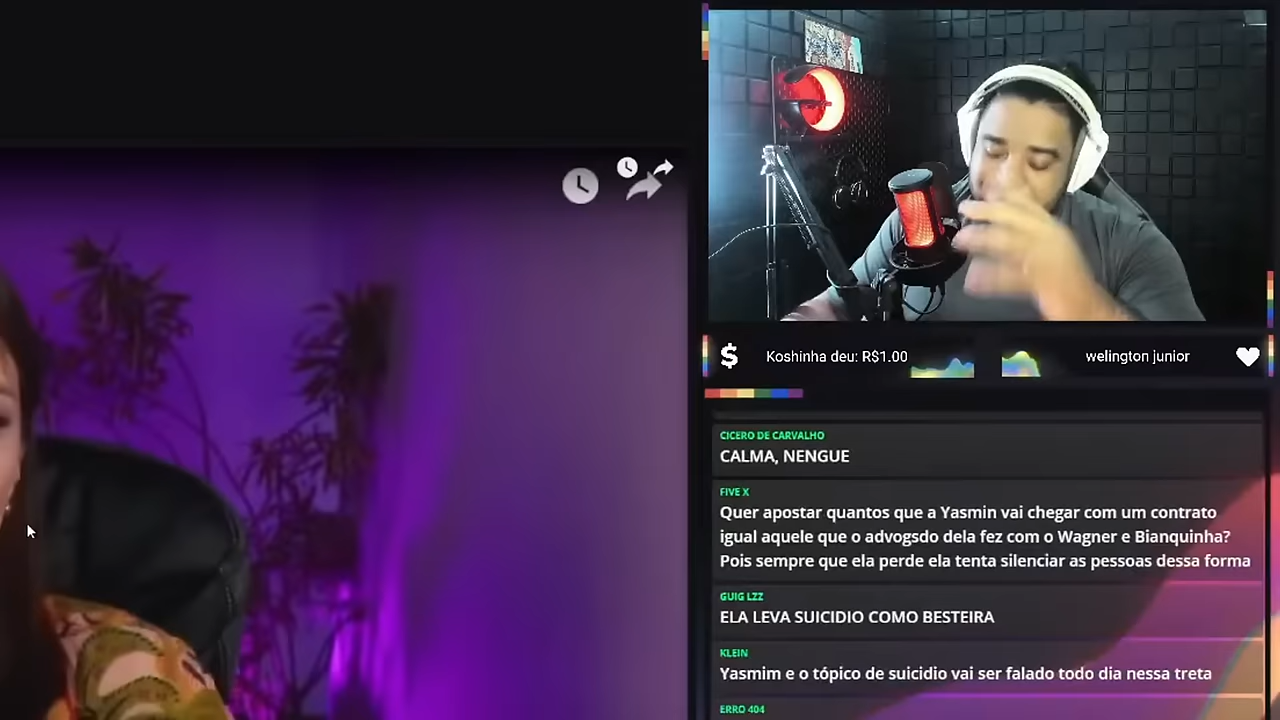 $ Koshinha deu: R$1.00 welington junior
CICERO DE CARVALHO
CALMA, NENGUE
FIVE X
Quer apostar quantos que a Yasmin vai chegar com um contrato
igual aquele que o advogsdo dela fez com o Wagner e Bianquinha?
Pois sempre que ela perde ela tenta silenciar as pessoas dessa forma
GUIG LZZ
ELA LEVA SUICIDIO COMO BESTEIRA
KLEIN
Yasmim e o tópico de suicidio vai ser falado todo dia nessa treta
ERRO 404